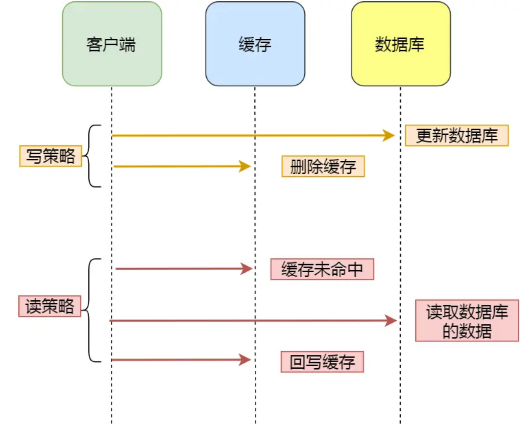 客户端
缓存
数据库
更新数据库
写策略
删除缓存
缓存未命中
读策略
读取数据库
的数据
回写缓存